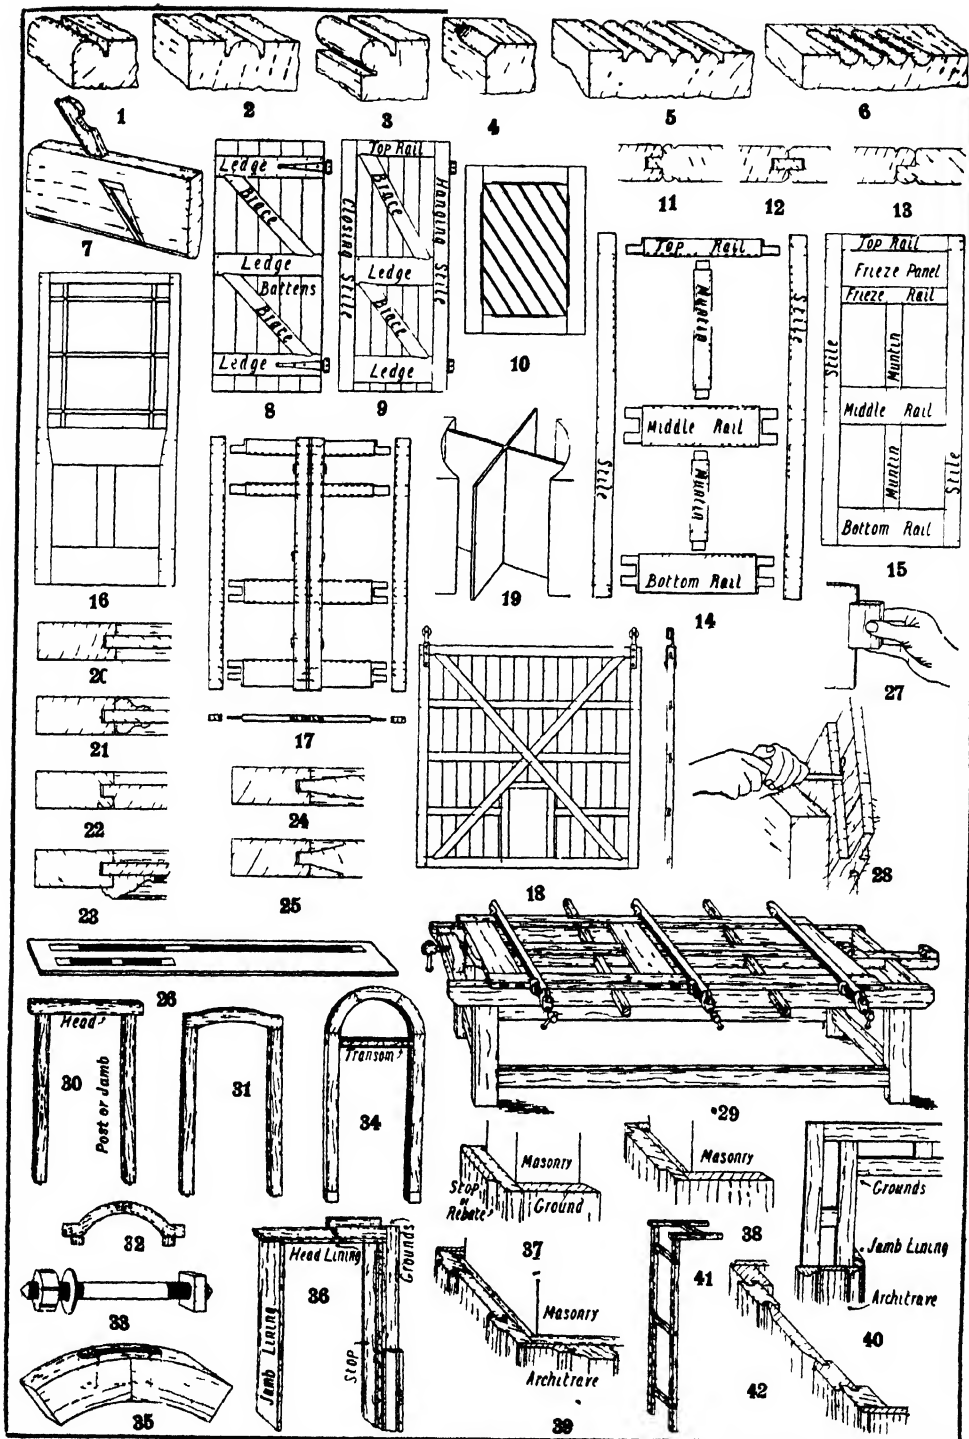 1 2 3 4 5 6
7
Ledge
Brace
Ledge
Battens
Brace
Ledge
8
Top Rail
Brace
Closing Stile
Hanging Stile
Ledge
Brace
Ledge
9
10
11 12 13
Top Rail
Muntin
Stile
Middle Rail
Muntin
Stile
Bottom Rail
14
Top Rail
Frieze Panel
Frieze Rail
Stile
Muntin
Middle Rail
Muntin
Stile
Bottom Rail
15
16
17
18
19
20
21
22
23
24
25
26
27
28
29
Head
Post or Jamb
30
31
32
33
Transom
34
35
Head Lining
Grounds
Jamb Lining
Stop
36
Masonry
Stop or Rebate
Ground
37
Masonry
38
Masonry
Architrave
39
Grounds
Jamb Lining
Architrave
40
41
42